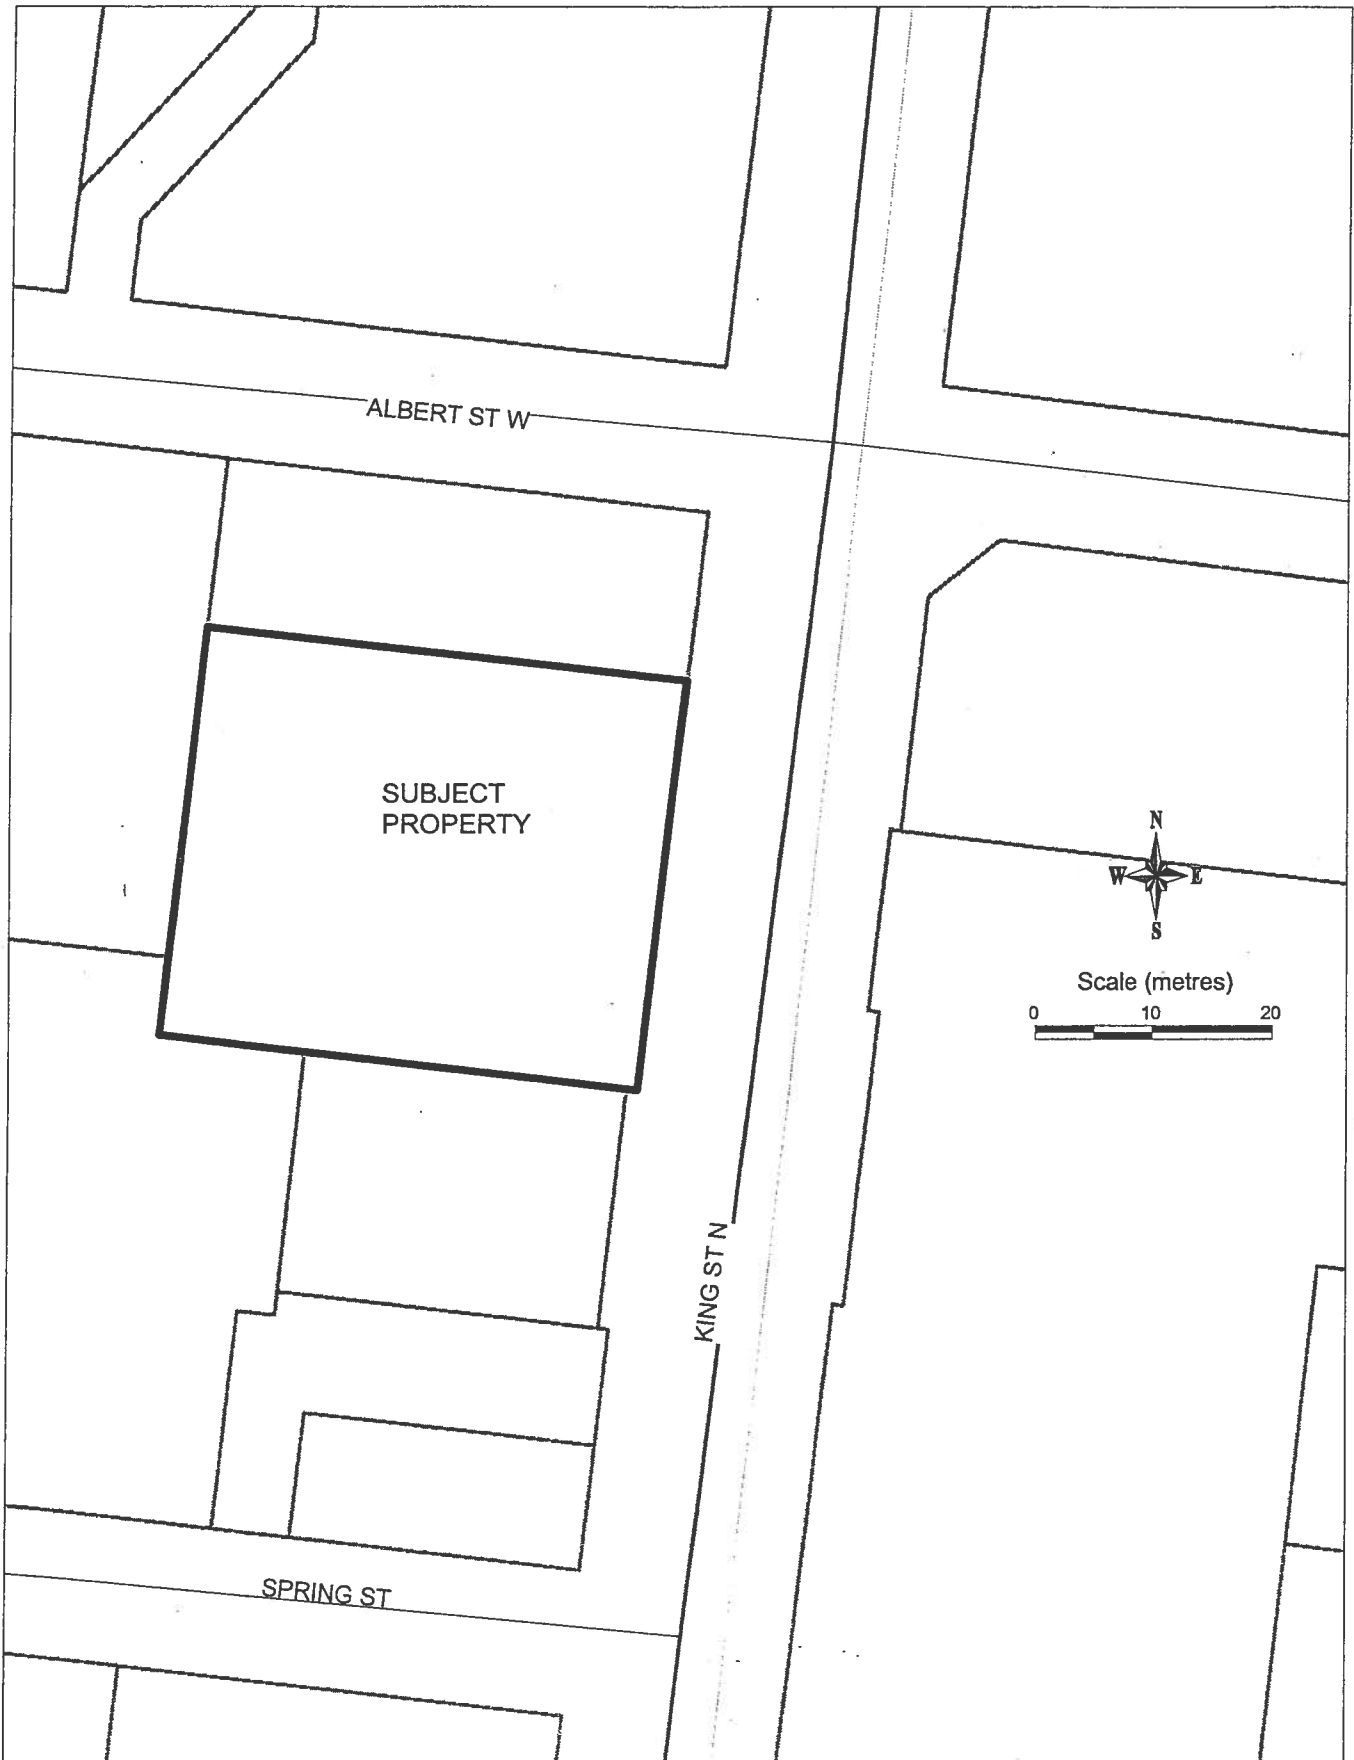 ALBERT ST W
SUBJECT
PROPERTY
N
W E
S
Scale (metres)
0 10 20
KING ST N
SPRING ST